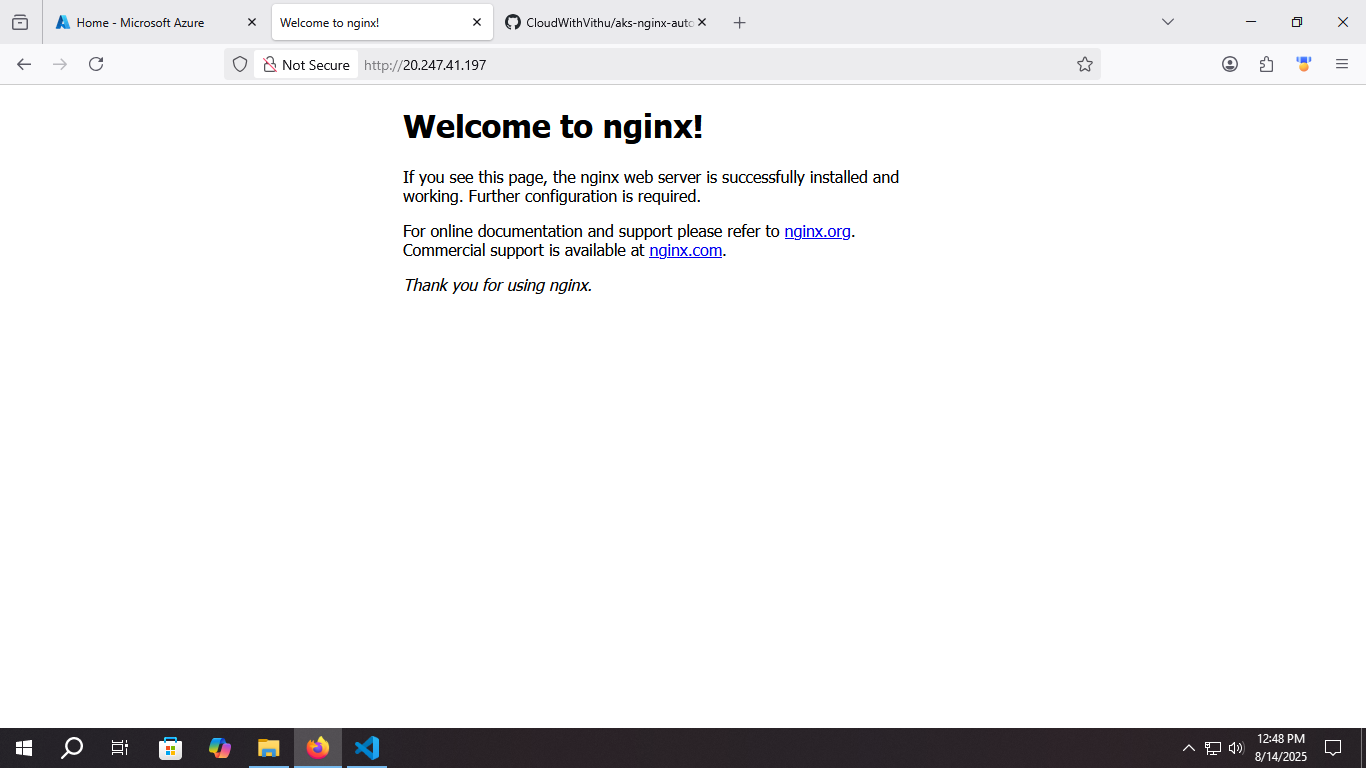 Home - Microsoft Azure
Welcome to nginx!
CloudWithVithu/aks-nginx-auto
Not Secure
http://20.247.41.197
Welcome to nginx!
If you see this page, the nginx web server is successfully installed and
working. Further configuration is required.
For online documentation and support please refer to nginx.org.
Commercial support is available at nginx.com.
Thank you for using nginx.
12:48 PM
8/14/2025